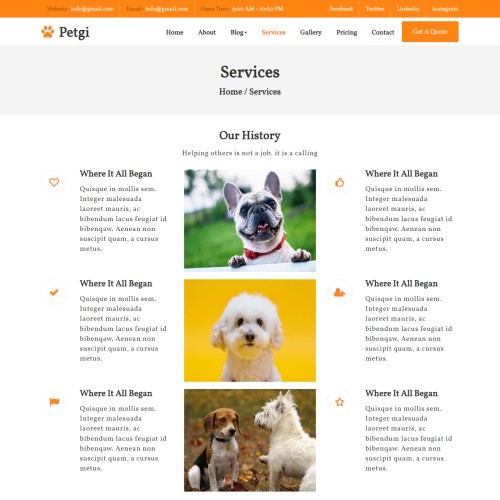 Website : info@gmail.com Email : info@gmail.com Open Time : 9:00 AM - 10:00 PM Facebook Twitter Linkedin Instagram
Petgi Home About Blog Services Gallery Pricing Contact Get A Quote
Services
Home / Services
Our History
Helping others is not a job, it is a calling
Where It All Began
Quisque in mollis sem.
Integer malesuada
laoreet mauris, ac
bibendum lacus feugiat id
bibenqaw. Aenean non
suscipit quam, a cursus
metus.
Where It All Began
Quisque in mollis sem.
Integer malesuada
laoreet mauris, ac
bibendum lacus feugiat id
bibenqaw. Aenean non
suscipit quam, a cursus
metus.
Where It All Began
Quisque in mollis sem.
Integer malesuada
laoreet mauris, ac
bibendum lacus feugiat id
bibenqaw. Aenean non
suscipit quam, a cursus
metus.
Where It All Began
Quisque in mollis sem.
Integer malesuada
laoreet mauris, ac
bibendum lacus feugiat id
bibenqaw. Aenean non
suscipit quam, a cursus
metus.
Where It All Began
Quisque in mollis sem.
Integer malesuada
laoreet mauris, ac
bibendum lacus feugiat id
bibenqaw. Aenean non
suscipit quam, a cursus
metus.
Where It All Began
Quisque in mollis sem.
Integer malesuada
laoreet mauris, ac
bibendum lacus feugiat id
bibenqaw. Aenean non
suscipit quam, a cursus
metus.